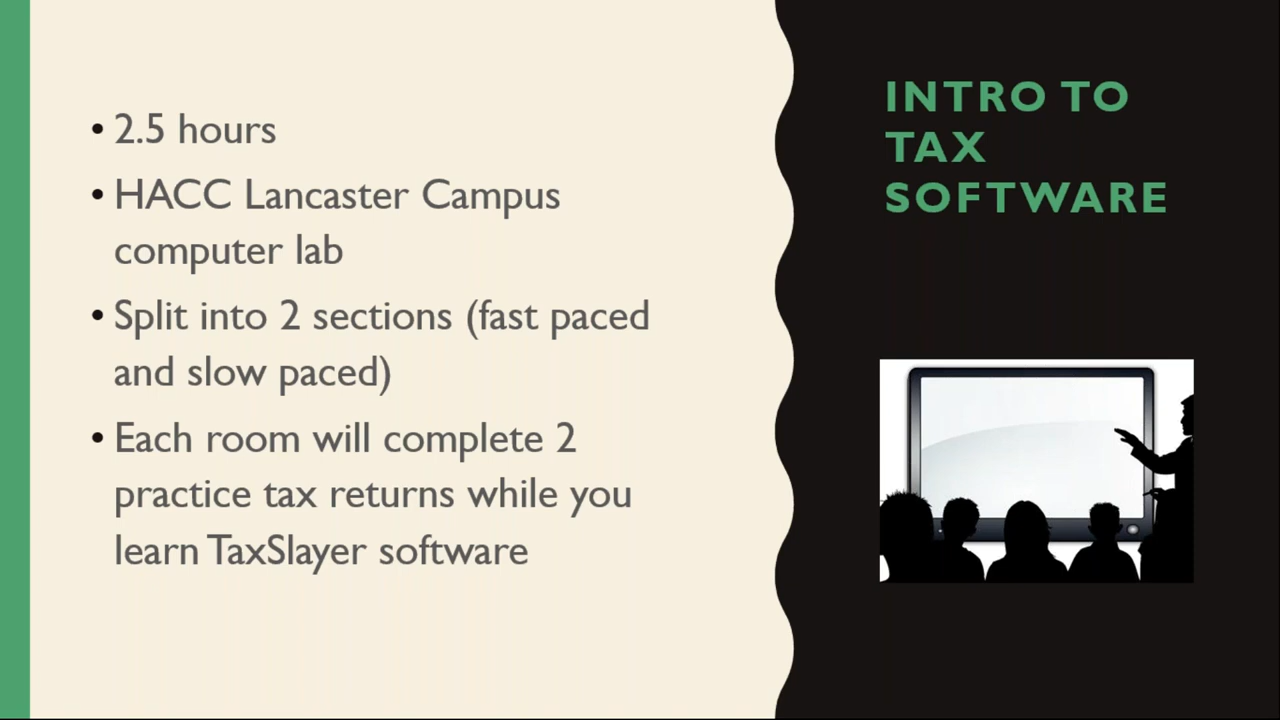 INTRO TO
TAX
SOFTWARE
• 2.5 hours
• HACC Lancaster Campus
computer lab
• Split into 2 sections (fast paced
and slow paced)
• Each room will complete 2
practice tax returns while you
learn TaxSlayer software